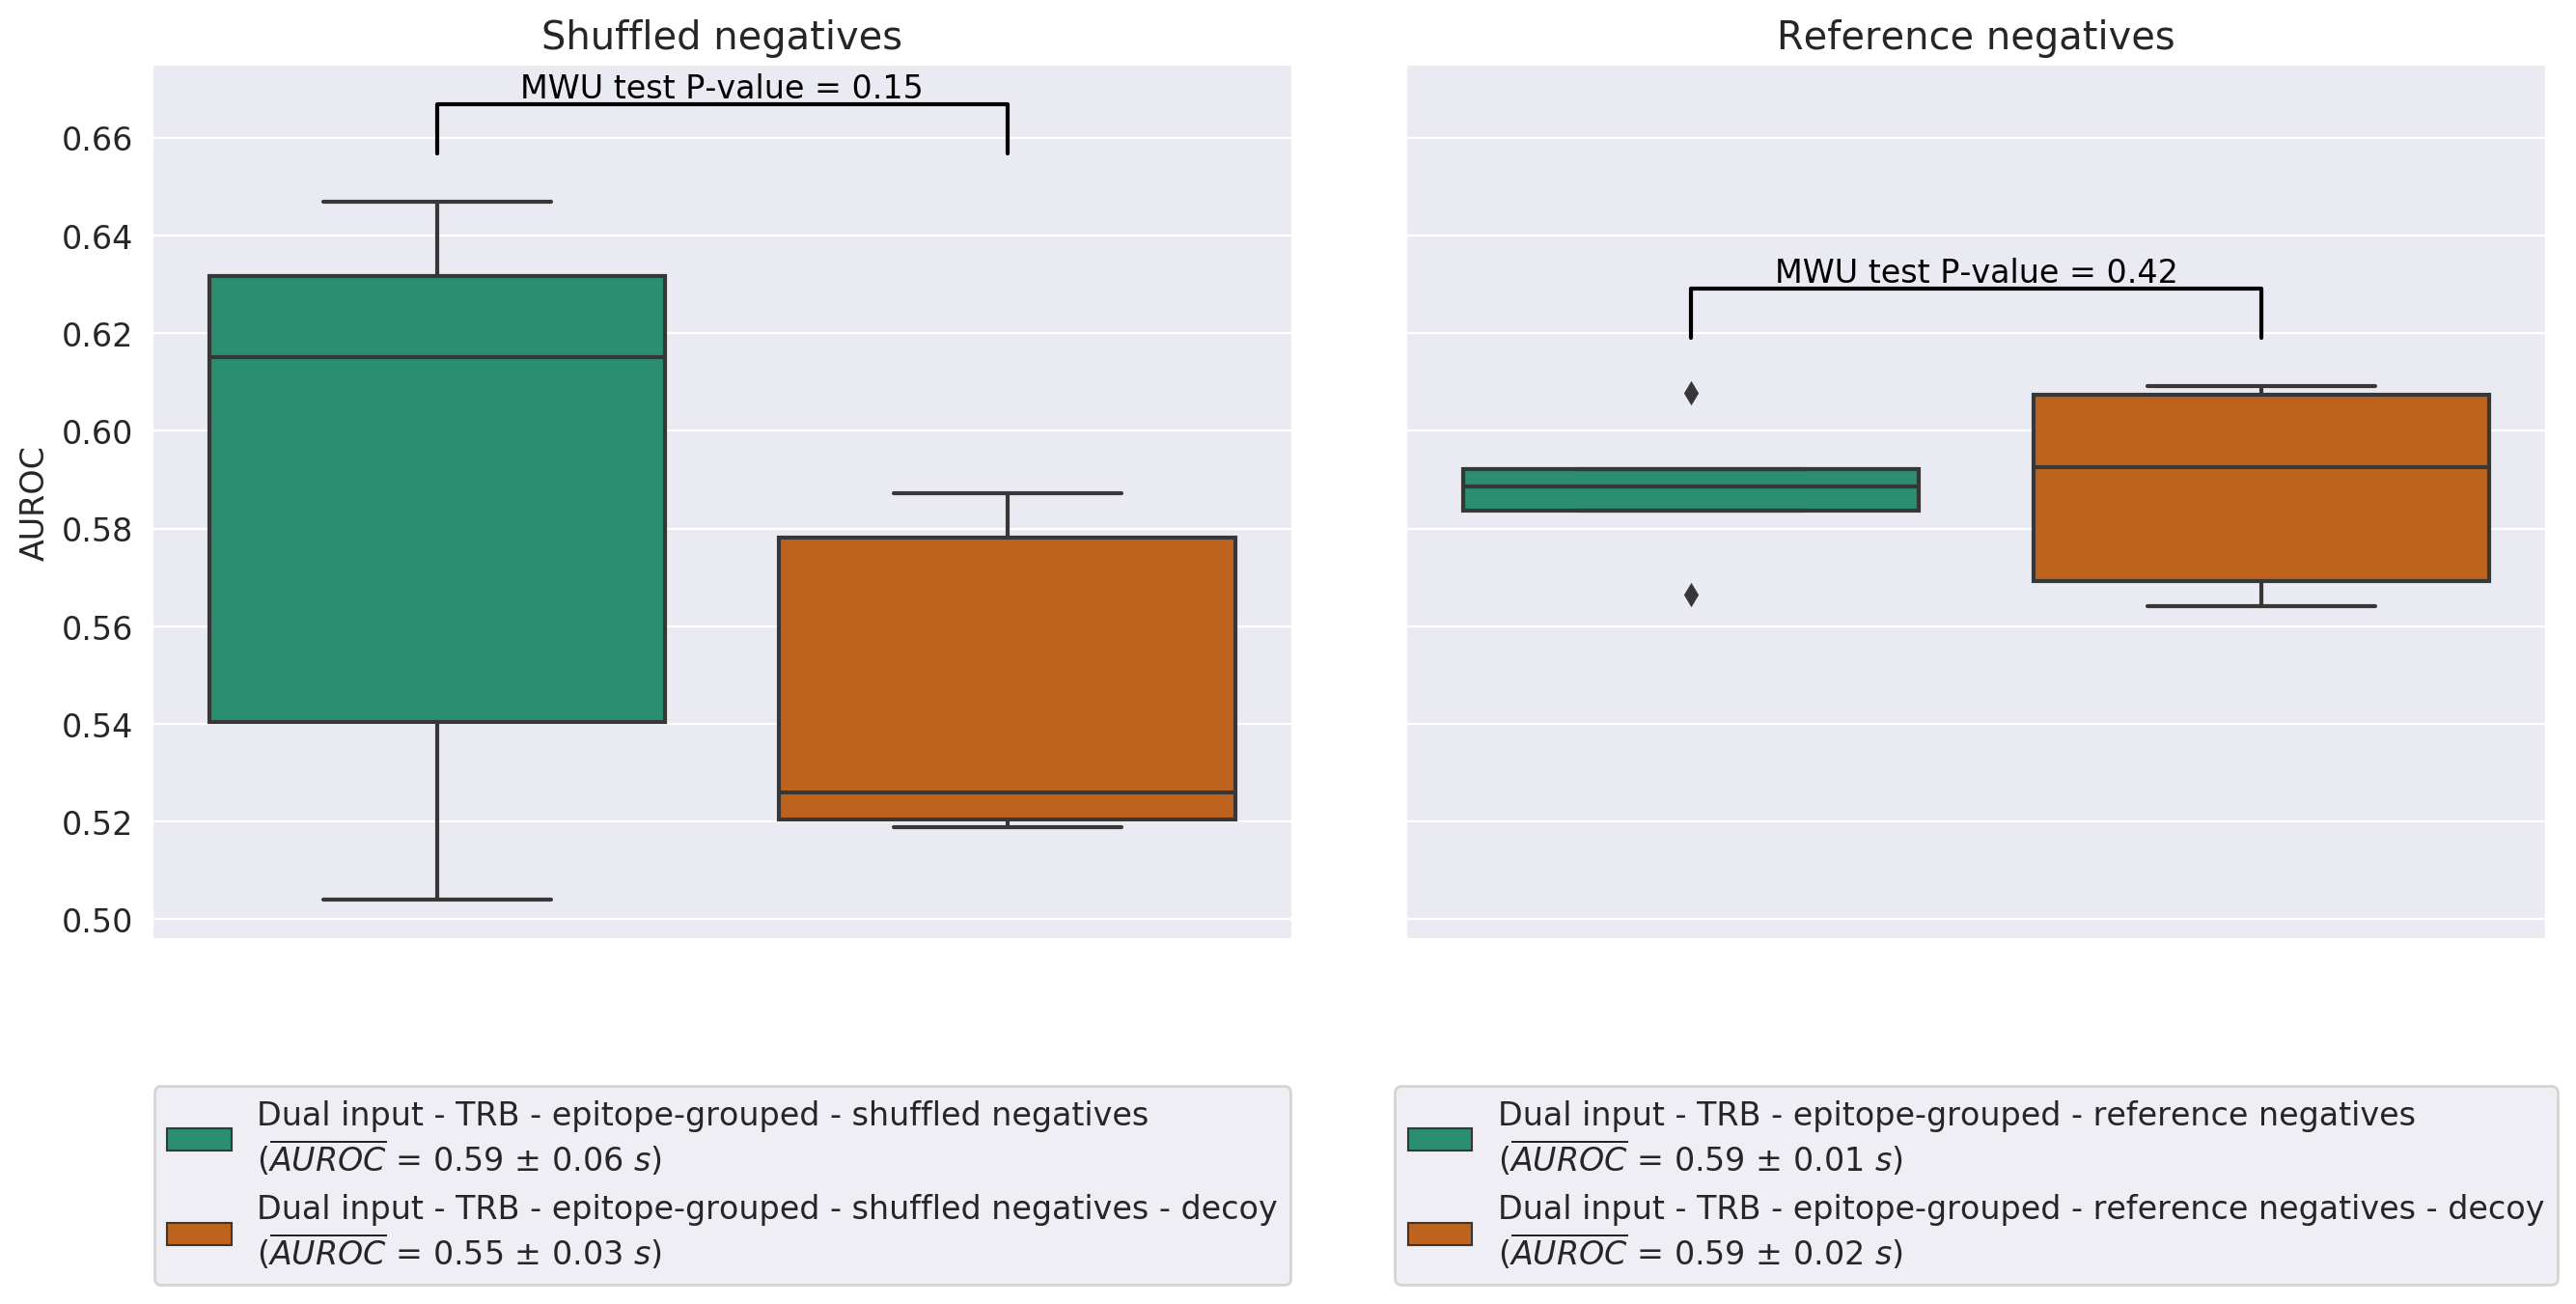 Shuffled negatives
Reference negatives
MWU test P-value = 0.15
MWU test P-value = 0.42
AUROC
0.66
0.64
0.62
0.60
0.58
0.56
0.54
0.52
0.50
Dual input - TRB - epitope-grouped - shuffled negatives
(A̅U̅R̅O̅C̅ = 0.59 ± 0.06 s)
Dual input - TRB - epitope-grouped - shuffled negatives - decoy
(A̅U̅R̅O̅C̅ = 0.55 ± 0.03 s)
Dual input - TRB - epitope-grouped - reference negatives
(A̅U̅R̅O̅C̅ = 0.59 ± 0.01 s)
Dual input - TRB - epitope-grouped - reference negatives - decoy
(A̅U̅R̅O̅C̅ = 0.59 ± 0.02 s)